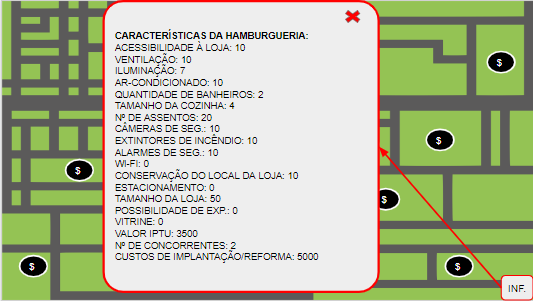 CARACTERÍSTICAS DA HAMBURGUERIA:
ACESSIBILIDADE À LOJA: 10
VENTILAÇÃO: 10
ILUMINAÇÃO: 7
AR-CONDICIONADO: 10
QUANTIDADE DE BANHEIROS: 2
TAMANHO DA COZINHA: 4
Nº DE ASSENTOS: 20
CÂMERAS DE SEG.: 10
EXTINTORES DE INCÊNDIO: 10
ALARMES DE SEG.: 10
WI-FI: 0
CONSERVAÇÃO DO LOCAL DA LOJA: 10
ESTACIONAMENTO: 0
TAMANHO DA LOJA: 50
POSSIBILIDADE DE EXP.: 0
VITRINE: 0
VALOR IPTU: 3500
Nº DE CONCORRENTES: 2
CUSTOS DE IMPLANTAÇÃO/REFORMA: 5000
$
$
$
$
$
$
INF.